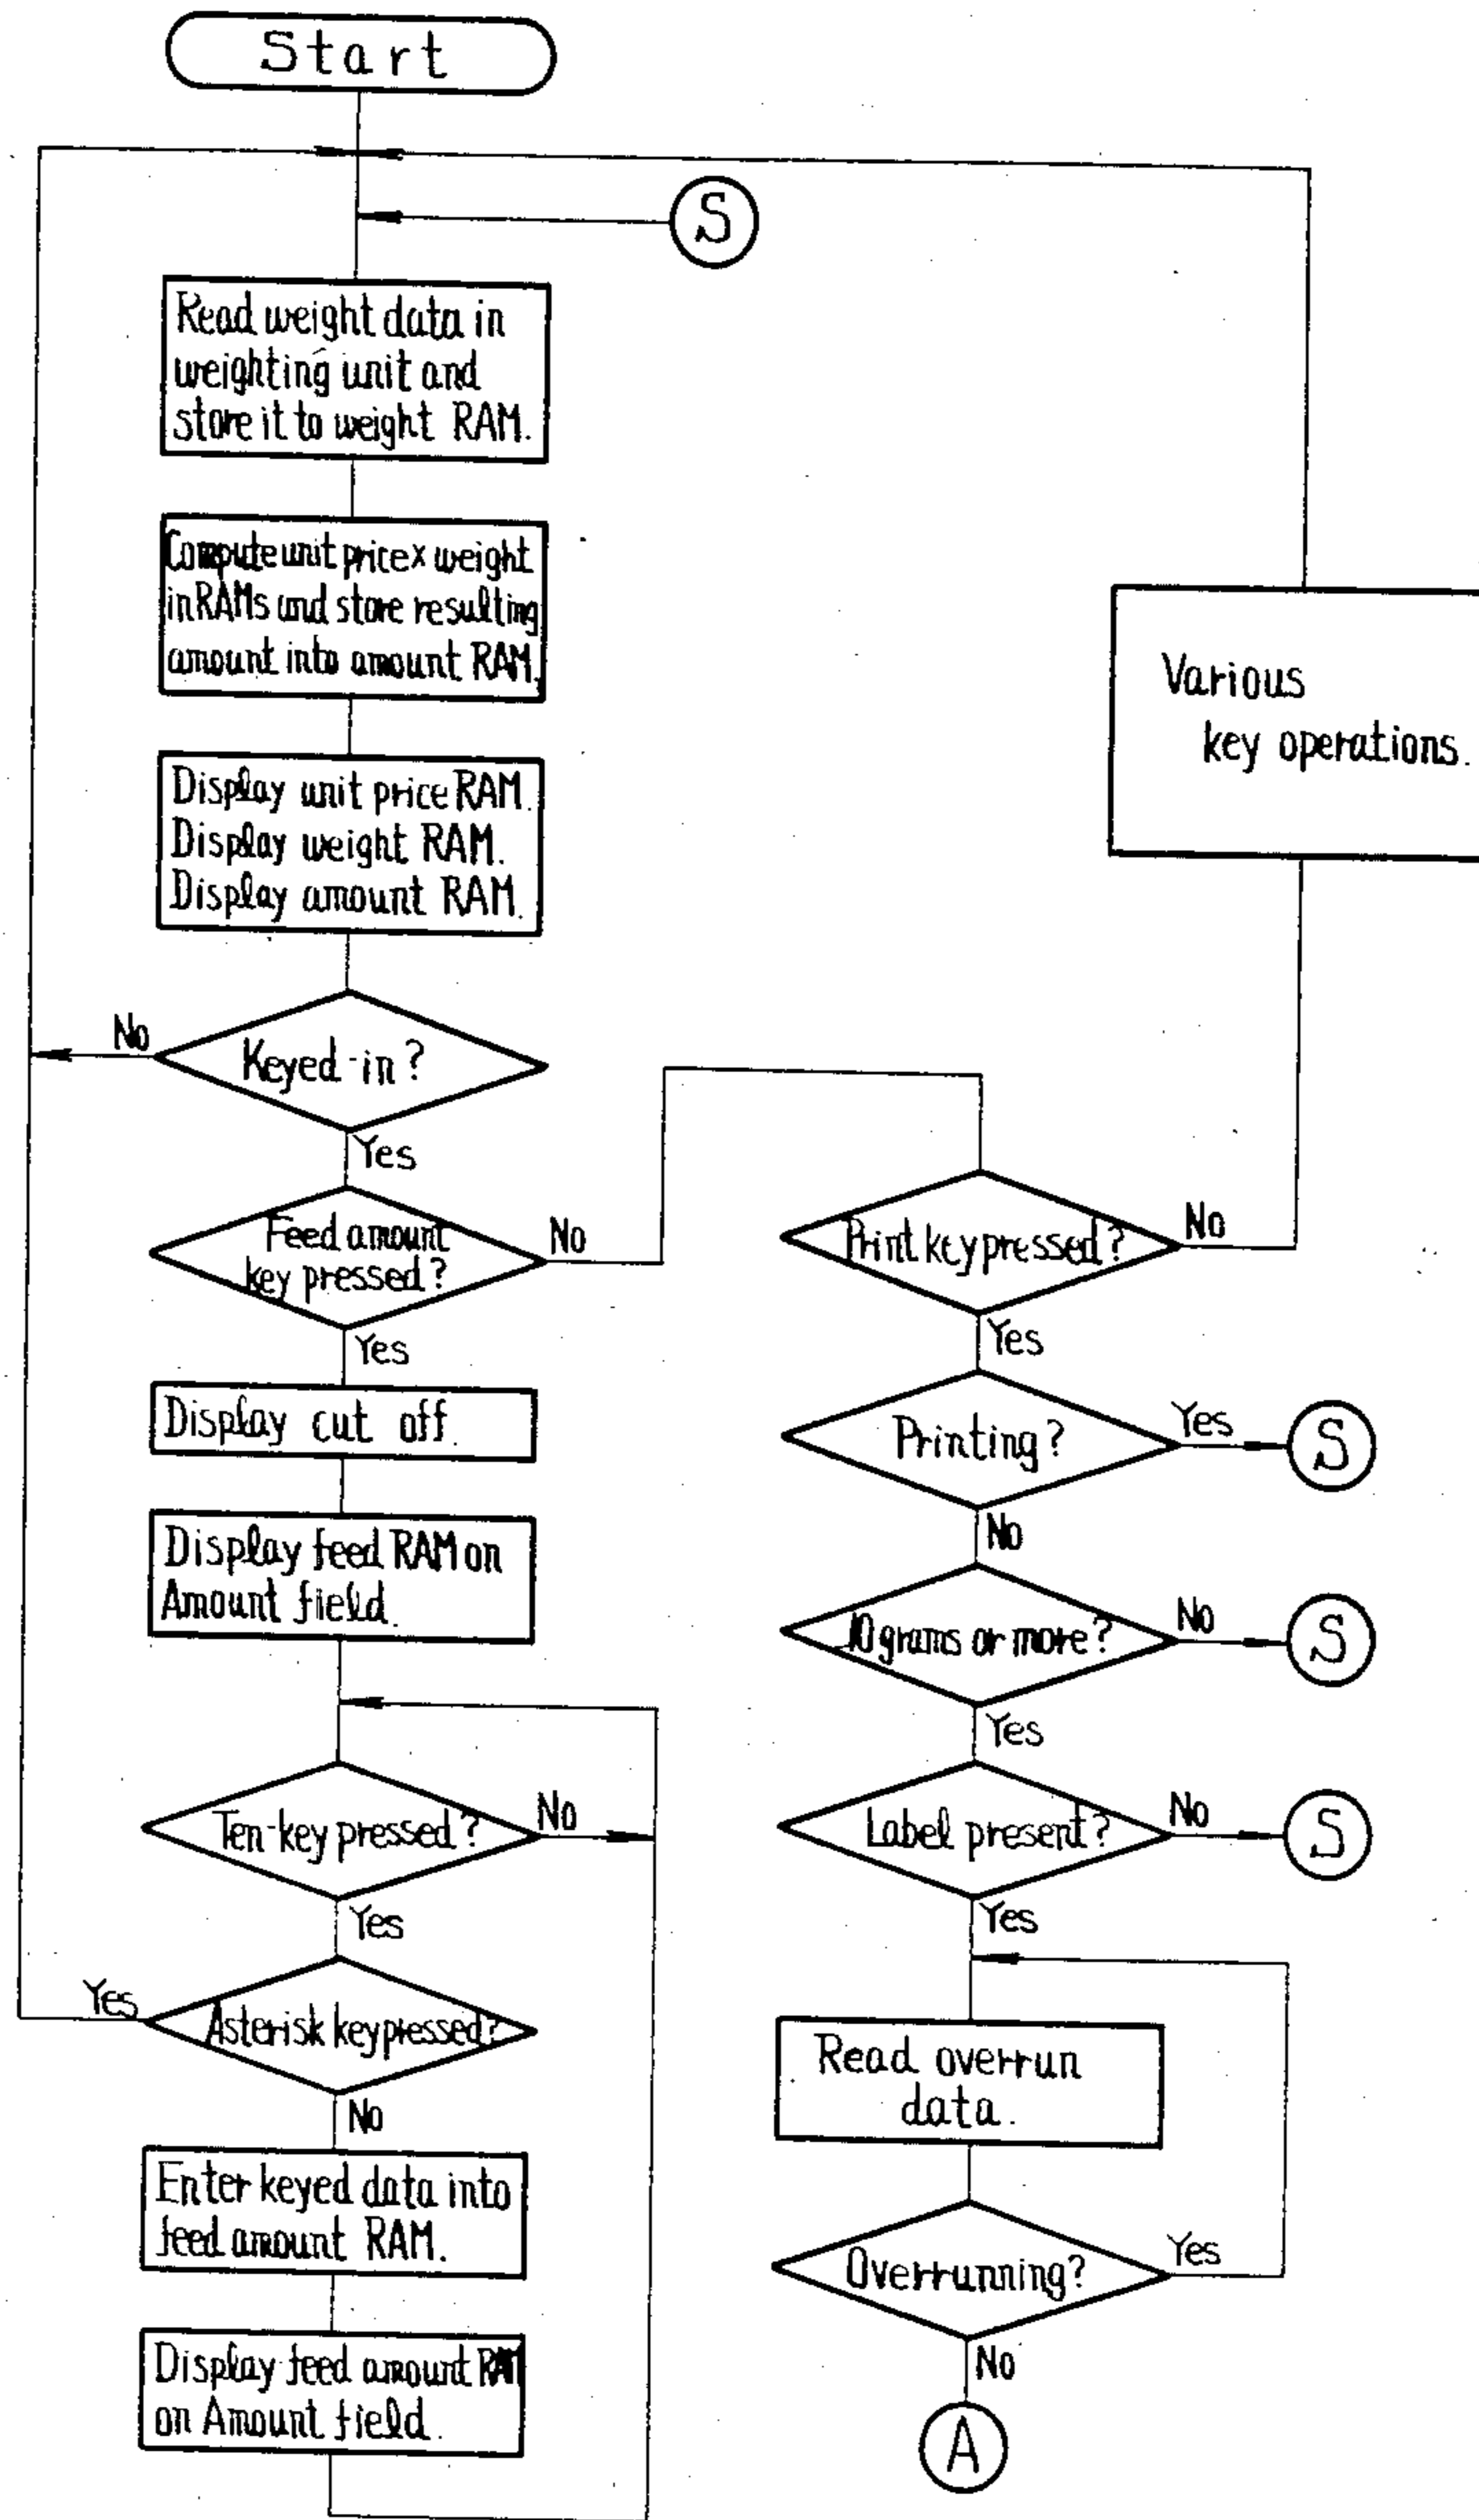 Start
S
Read weight data in
weighting unit and
store it to weight RAM.
Compute unit price x weight
in RAMs and store resulting
amount into amount RAM.
Display unit price RAM.
Display weight RAM.
Display amount RAM.
Various
key operations.
No
Keyed-in?
Yes
Feed amount
key pressed?
No
Yes
Display cut off.
Display feed RAM on
Amount field.
Ten-key pressed?
No
Yes
Yes
Asterisk key pressed?
No
Enter keyed data into
feed amount RAM.
Display feed amount RAM
on Amount field.
Print key pressed?
No
Yes
Printing?
Yes
S
No
10 grams or more?
No
S
Yes
Label present?
No
S
Yes
Read overrun
data.
Overrunning?
Yes
No
A